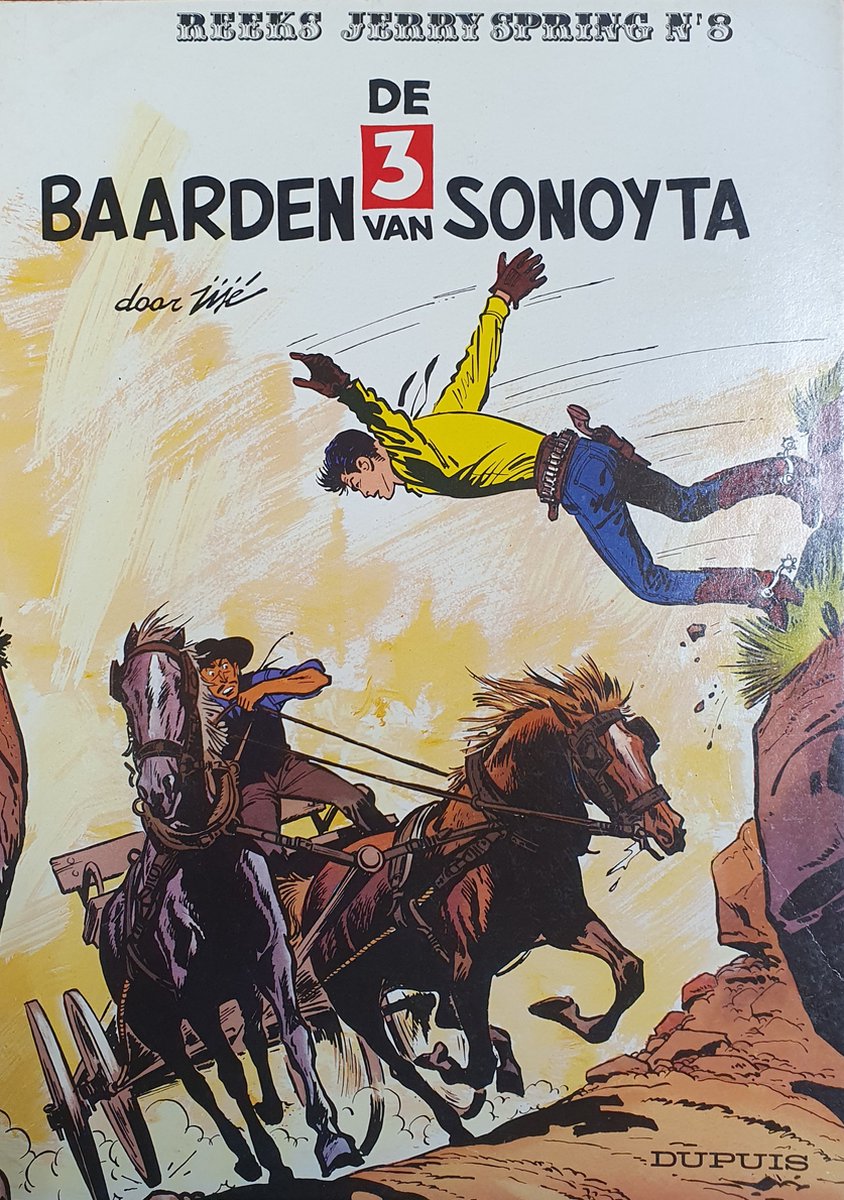 REEKS JERRY SPRING N'8
DE
3
BAARDEN VAN SONOYTA
door Jijé
DUPUIS